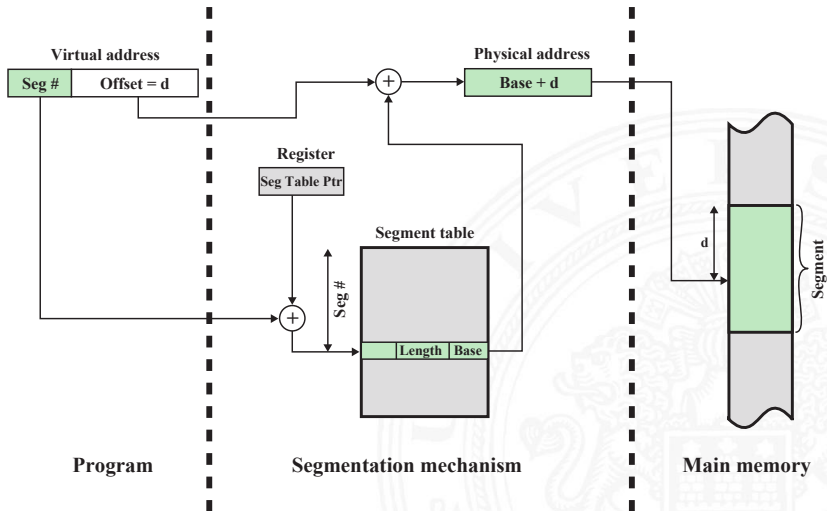 Virtual address
Seg #
Offset = d
+
Physical address
Base + d
Register
Seg Table Ptr
Segment table
Seg #
+
Length
Base
d
Segment
Program
Segmentation mechanism
Main memory